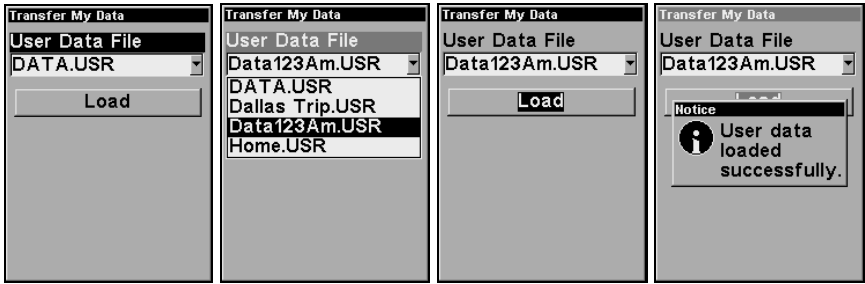 Transfer My Data
User Data File
DATA.USR
Load
Transfer My Data
User Data File
Data123Am.USR
DATA.USR
Dallas Trip.USR
Data123Am.USR
Home.USR
Transfer My Data
User Data File
Data123Am.USR
Load
Transfer My Data
User Data File
Data123Am.USR
Notice
User data
loaded
successfully.